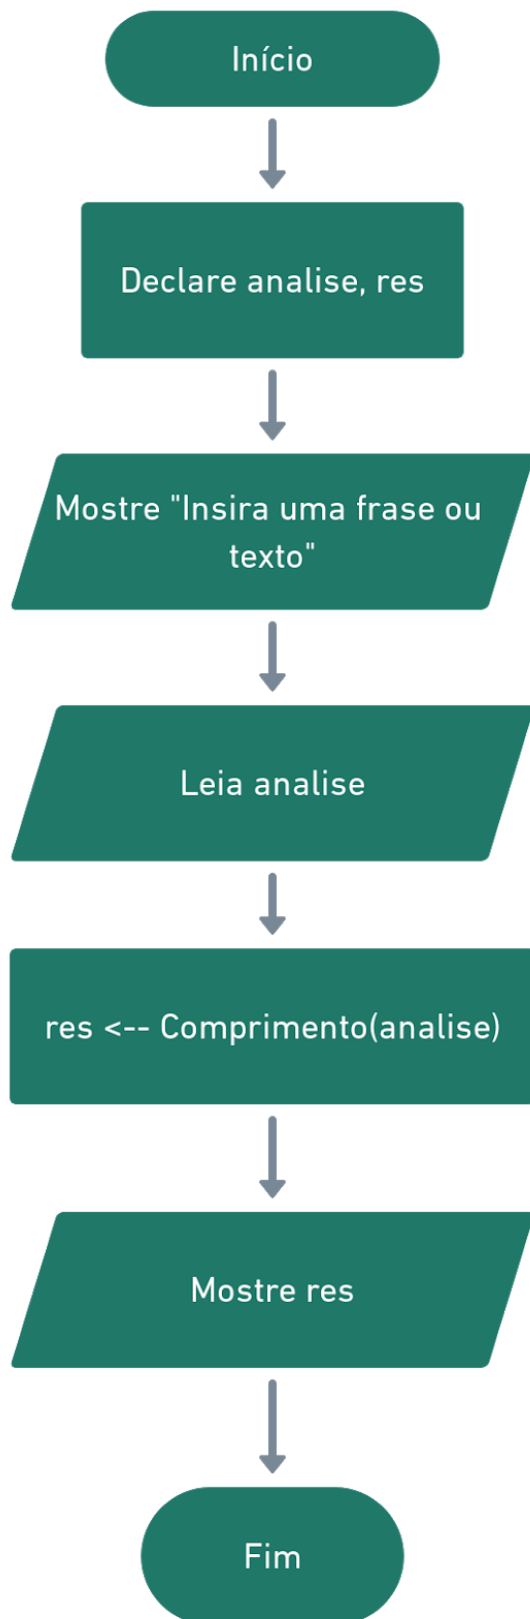 Início
Declare analise, res
Mostre "Insira uma frase ou
texto"
Leia analise
res <-- Comprimento(analise)
Mostre res
Fim